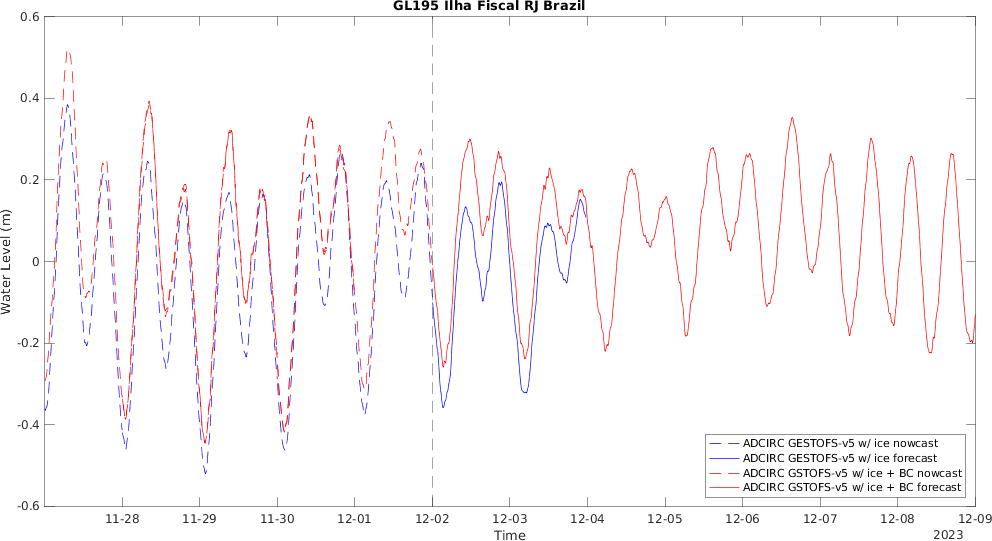 GL195 Ilha Fiscal RJ Brazil
0.6
0.4
0.2
0
-0.2
-0.4
-0.6
Water Level (m)
ADCIRC GESTOFS-v5 w/ ice nowcast
ADCIRC GESTOFS-v5 w/ ice forecast
ADCIRC GSTOFS-v5 w/ ice + BC nowcast
ADCIRC GSTOFS-v5 w/ ice + BC forecast
11-28 11-29 11-30 12-01 12-02 12-03 12-04 12-05 12-06 12-07 12-08 12-09
Time
2023